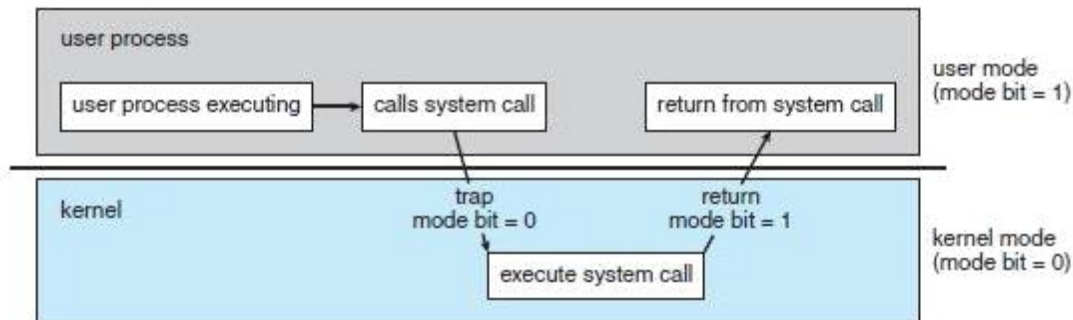 user process
user process executing
calls system call
return from system call
user mode
(mode bit = 1)
kernel
trap
mode bit = 0
return
mode bit = 1
execute system call
kernel mode
(mode bit = 0)